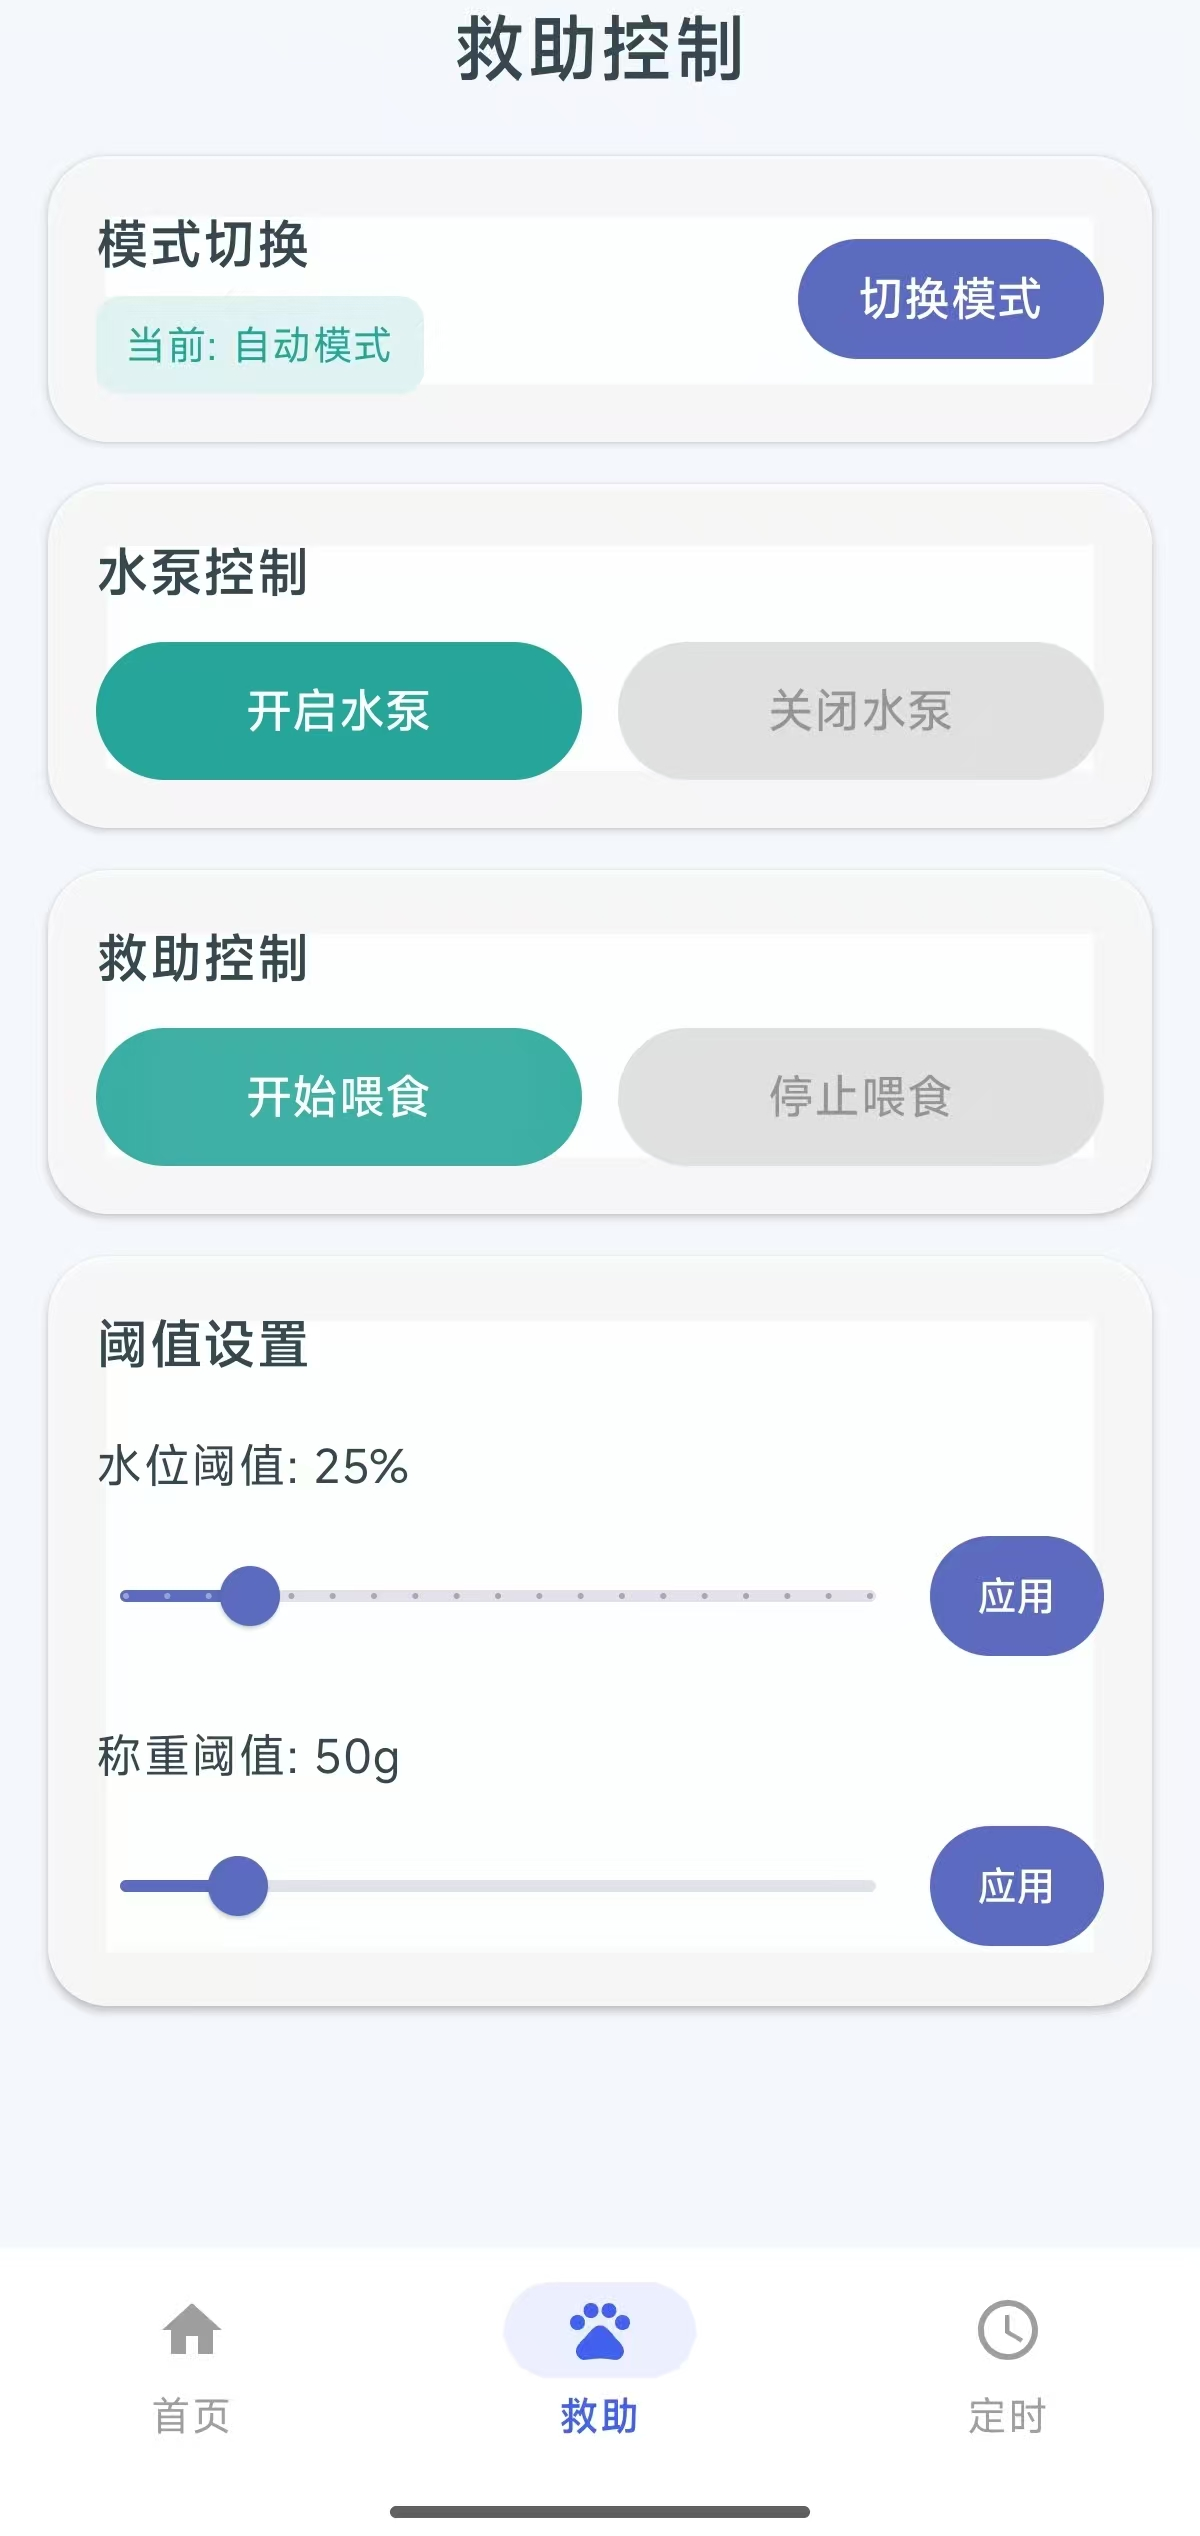 救助控制
模式切换
当前: 自动模式
切换模式
水泵控制
开启水泵
关闭水泵
救助控制
开始喂食
停止喂食
阈值设置
水位阈值: 25%
应用
称重阈值: 50g
应用
首页
救助
定时